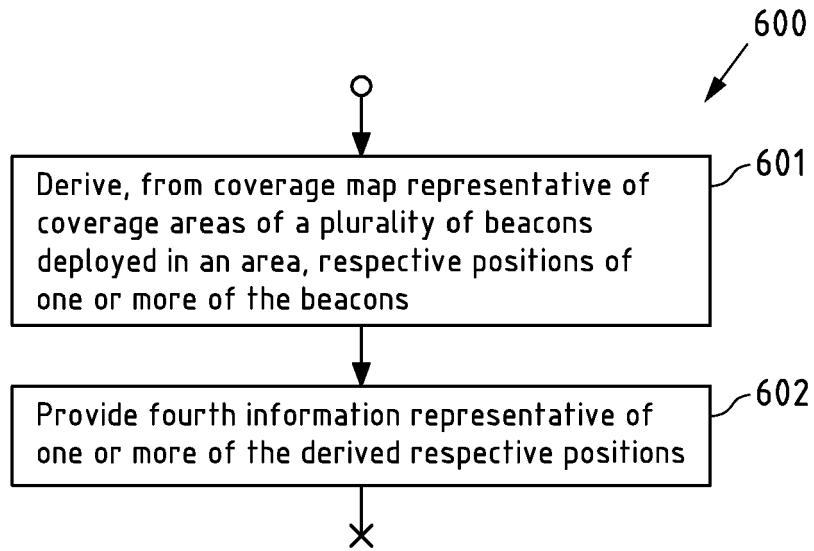 600
601
Derive, from coverage map representative of
coverage areas of a plurality of beacons
deployed in an area, respective positions of
one or more of the beacons
602
Provide fourth information representative of
one or more of the derived respective positions